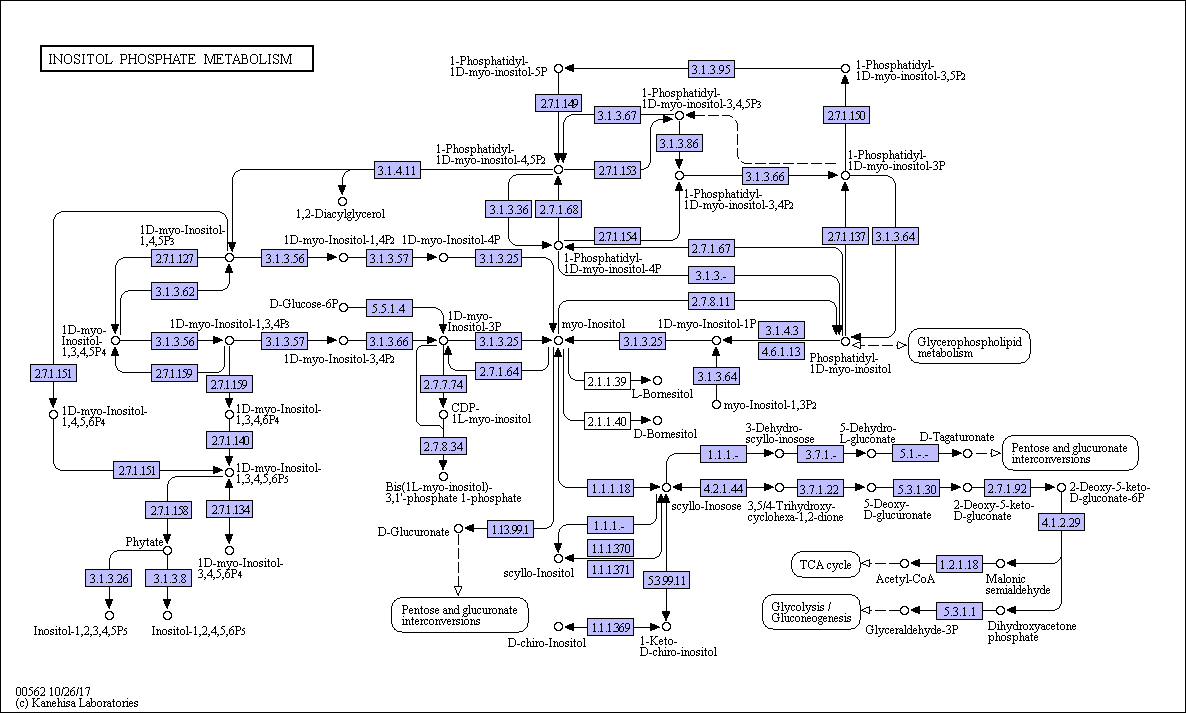 INOSITOL PHOSPHATE METABOLISM
1-Phosphatidyl-
1D-myo-inositol-5P
3.1.3.95
1-Phosphatidyl-
1D-myo-inositol-3,5P2
2.7.1.149
3.1.3.67
1-Phosphatidyl-
1D-myo-inositol-3,4,5P3
2.7.1.150
3.1.3.86
1-Phosphatidyl-
1D-myo-inositol-4,5P2
3.1.4.11
2.7.1.153
3.1.3.66
1-Phosphatidyl-
1D-myo-inositol-3P
1,2-Diacylglycerol
3.1.3.36
2.7.1.68
1-Phosphatidyl-
1D-myo-inositol-3,4P2
2.7.1.154
2.7.1.137
3.1.3.64
1D-myo-Inositol-
1,4,5P3
1D-myo-Inositol-1,4P2
1D-myo-Inositol-4P
2.7.1.67
2.7.1.127
3.1.3.56
3.1.3.57
3.1.3.25
1-Phosphatidyl-
1D-myo-inositol-4P
3.1.3.-
3.1.3.62
D-Glucose-6P
5.5.1.4
2.7.8.11
1D-myo-
Inositol-
1,3,4,5P4
1D-myo-Inositol-1,3,4P3
1D-myo-
Inositol-3P
myo-Inositol
1D-myo-Inositol-1P
3.1.4.3
3.1.3.56
3.1.3.57
3.1.3.66
3.1.3.25
3.1.3.25
4.6.1.13
Glycerophospholipid
metabolism
1D-myo-Inositol-3,4P2
Phosphatidyl-
1D-myo-inositol
2.7.1.151
2.7.1.159
2.7.1.159
2.7.7.74
2.7.1.64
2.1.1.39
L-Bornesitol
3.1.3.64
myo-Inositol-1,3P2
1D-myo-Inositol-
1,4,5,6P4
1D-myo-Inositol-
1,3,4,6P4
CDP-
1L-myo-inositol
2.1.1.40
D-Bornesitol
2.7.1.140
2.7.8.34
3-Dehydro-
scyllo-inosose
5-Dehydro-
L-gluconate
D-Tagaturonate
1.1.1.-
3.7.1.-
5.1.-.-
Pentose and glucuronate
interconversions
2.7.1.151
1D-myo-Inositol-
1,3,4,5,6P5
Bis(1L-myo-inositol)-
3,1'-phosphate 1-phosphate
1.1.1.18
scyllo-Inosose
4.2.1.44
3,5/4-Trihydroxy-
cyclohexa-1,2-dione
3.7.1.22
5-Deoxy-
D-glucuronate
5.3.1.30
2-Deoxy-5-keto-
D-gluconate
2.7.1.92
2-Deoxy-5-keto-
D-gluconate-6P
2.7.1.158
2.7.1.134
4.1.2.29
D-Glucuronate
1.13.99.1
1.1.1.-
1.1.1.370
1.1.1.371
scyllo-Inositol
Phytate
1D-myo-Inositol-
3,4,5,6P4
3.1.3.26
3.1.3.8
5.3.99.11
TCA cycle
Acetyl-CoA
1.2.1.18
Malonic
semialdehyde
Inositol-1,2,3,4,5P5
Inositol-1,2,4,5,6P5
Pentose and glucuronate
interconversions
Glycolysis /
Gluconeogenesis
Glyceraldehyde-3P
5.3.1.1
Dihydroxyacetone
phosphate
D-chiro-Inositol
1.1.1.369
1-Keto-
D-chiro-inositol
00562 10/26/17
(c) Kanehisa Laboratories